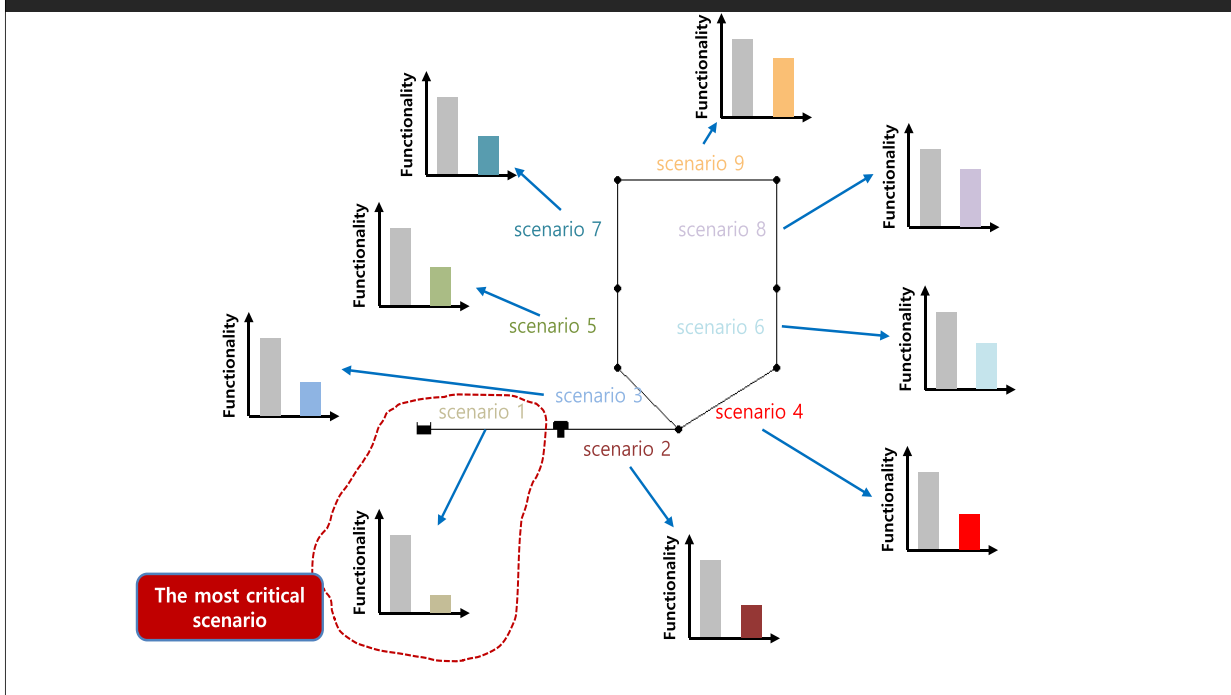 Functionality
scenario 9
Functionality
Functionality
scenario 7
scenario 8
Functionality
scenario 5
scenario 6
Functionality
Functionality
scenario 3
scenario 1
scenario 4
scenario 2
Functionality
Functionality
Functionality
The most critical
scenario